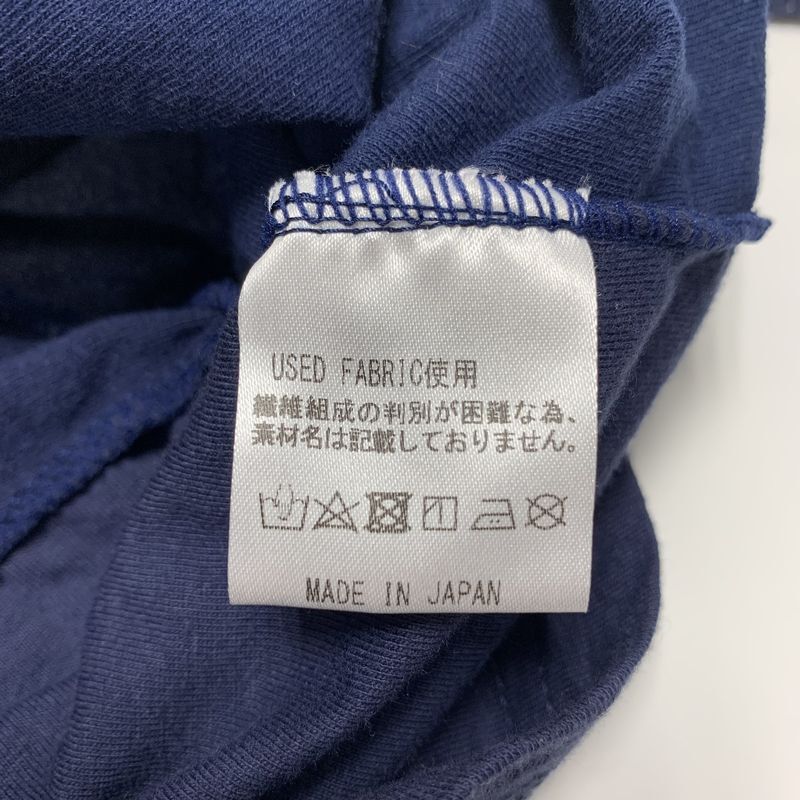 USED FABRIC使用
繊維組成の判別が困難な為、
素材名は記載しておりません。
MADE IN JAPAN